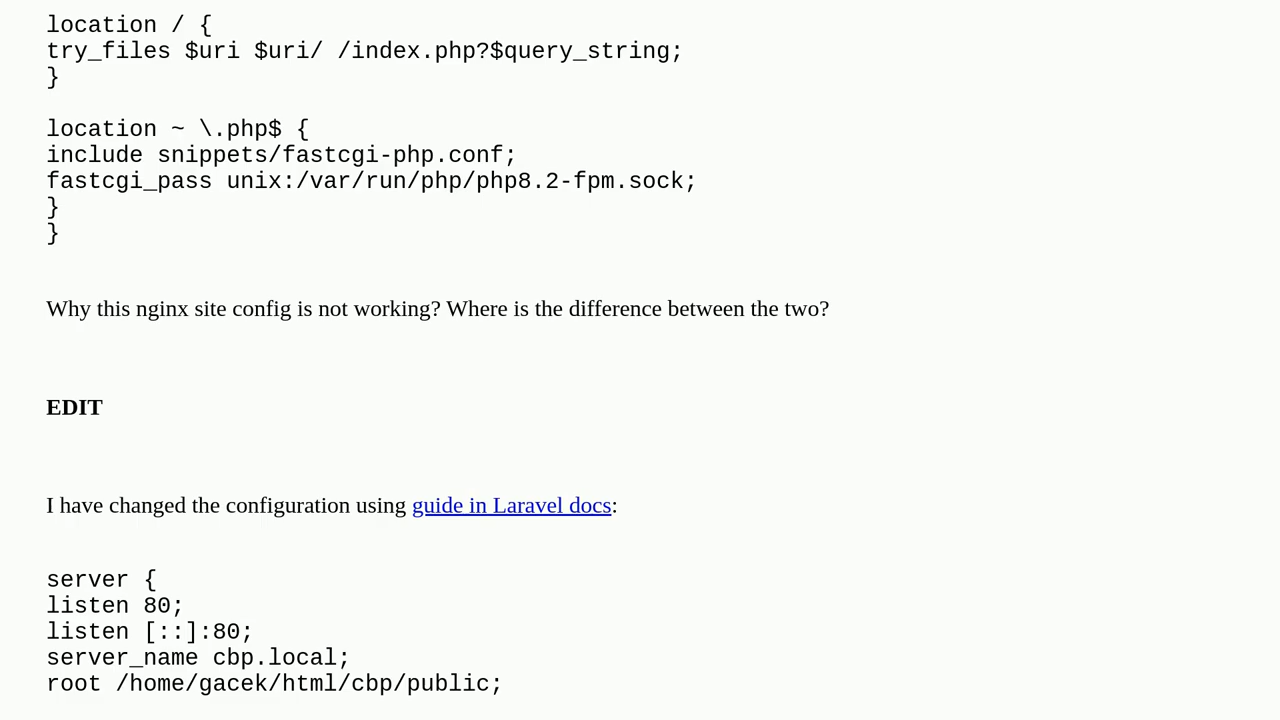 location / {
try_files $uri $uri/ /index.php?$query_string;
}
location ~ \.php$ {
include snippets/fastcgi-php.conf;
fastcgi_pass unix:/var/run/php/php8.2-fpm.sock;
}
}
Why this nginx site config is not working? Where is the difference between the two?
EDIT
I have changed the configuration using guide in Laravel docs:
server {
listen 80;
listen [::]:80;
server_name cbp.local;
root /home/gacek/html/cbp/public;